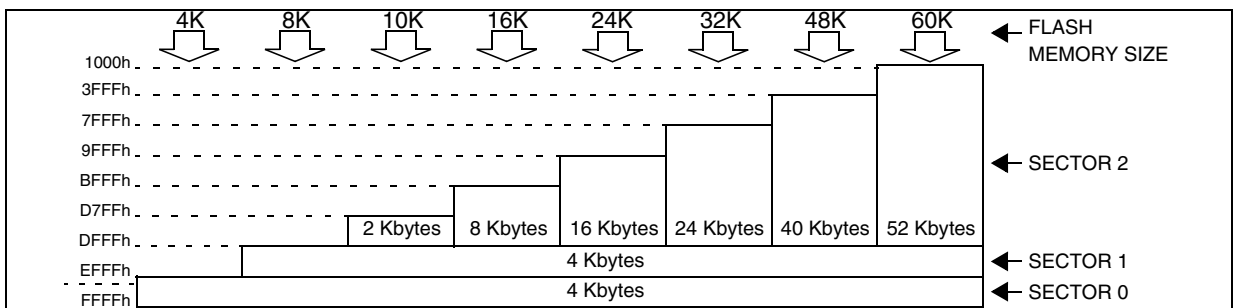 4K 8K 10K 16K 24K 32K 48K 60K
FLASH
MEMORY SIZE
1000h
3FFFh
7FFFh
9FFFh
SECTOR 2
BFFFh
D7FFh
2 Kbytes 8 Kbytes 16 Kbytes 24 Kbytes 40 Kbytes 52 Kbytes
DFFFh
4 Kbytes SECTOR 1
EFFFh
4 Kbytes SECTOR 0
FFFFh